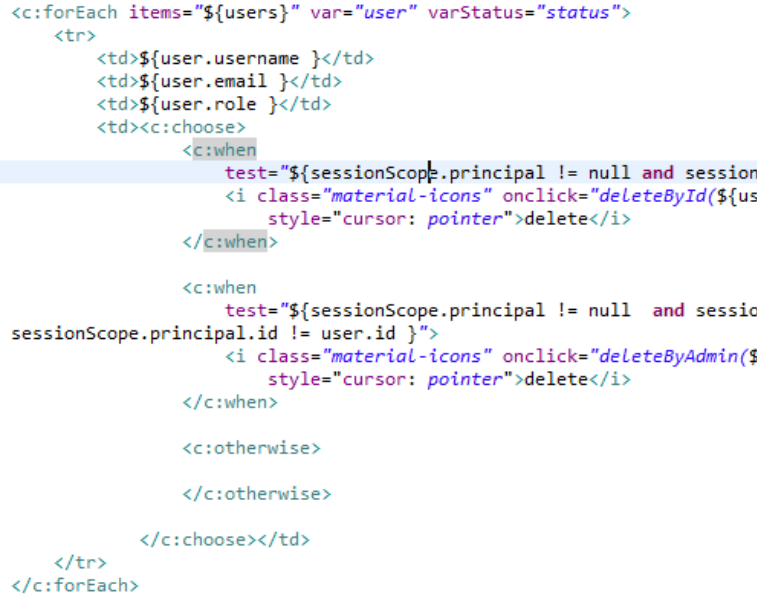 <c:forEach items="${users}" var="user" varStatus="status">
<tr>
<td>${user.username }</td>
<td>${user.email }</td>
<td>${user.role }</td>
<td><c:choose>
<c:when
test="${sessionScope.principal != null and session
<i class="material-icons" onclick="deleteById(${us
style="cursor: pointer">delete</i>
</c:when>
<c:when
test="${sessionScope.principal != null  and sessio
sessionScope.principal.id != user.id }">
<i class="material-icons" onclick="deleteByAdmin($
style="cursor: pointer">delete</i>
</c:when>
<c:otherwise>
</c:otherwise>
</c:choose></td>
</tr>
</c:forEach>